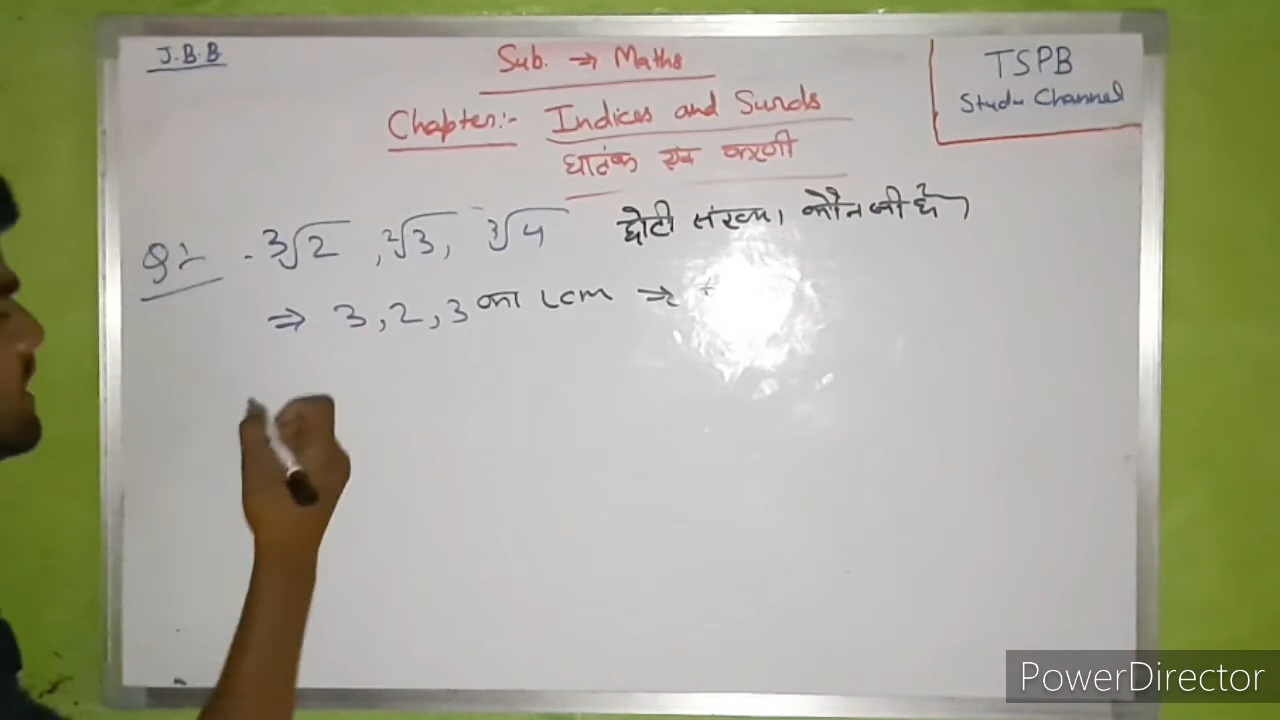 J.B.B
Sub. → Maths
TSPB
Study Channel
Chapter:- Indices and Surds
घातंक एवं करणी
Q:- ∛2, ²√3, ∛4 छोटी संख्या कौन सी है
⇒ 3, 2, 3 का LCM →
PowerDirector